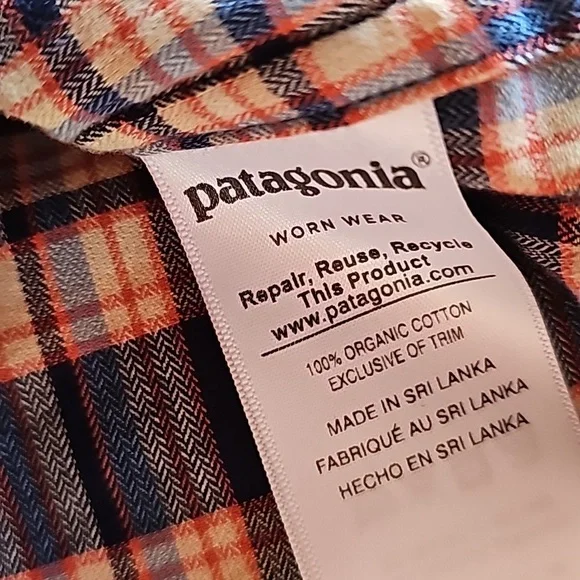 patagonia®
WORN WEAR
Repair, Reuse, Recycle
This Product
www.patagonia.com
100% ORGANIC COTTON
EXCLUSIVE OF TRIM
MADE IN SRI LANKA
FABRIQUÉ AU SRI LANKA
HECHO EN SRI LANKA